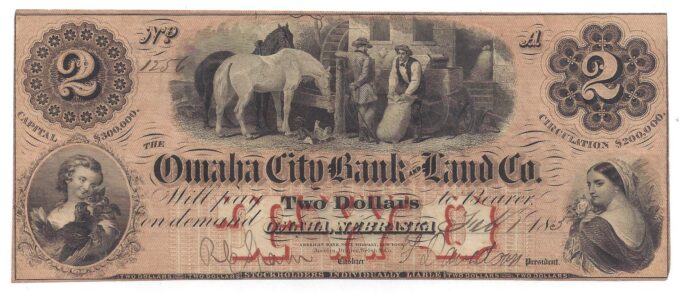 No
1256
A
2
2
CAPITAL $300,000.
CIRCULATION $200,000.
THE
Omaha City Bank AND Land Co.
Will pay Two Dollars to Bearer
on demand OMAHA, NEBRASKA 185
Cashier.
President.
TWO DOLLARS TWO DOLLARS STOCKHOLDERS INDIVIDUALLY LIABLE TWO DOLLARS TWO DOLLARS